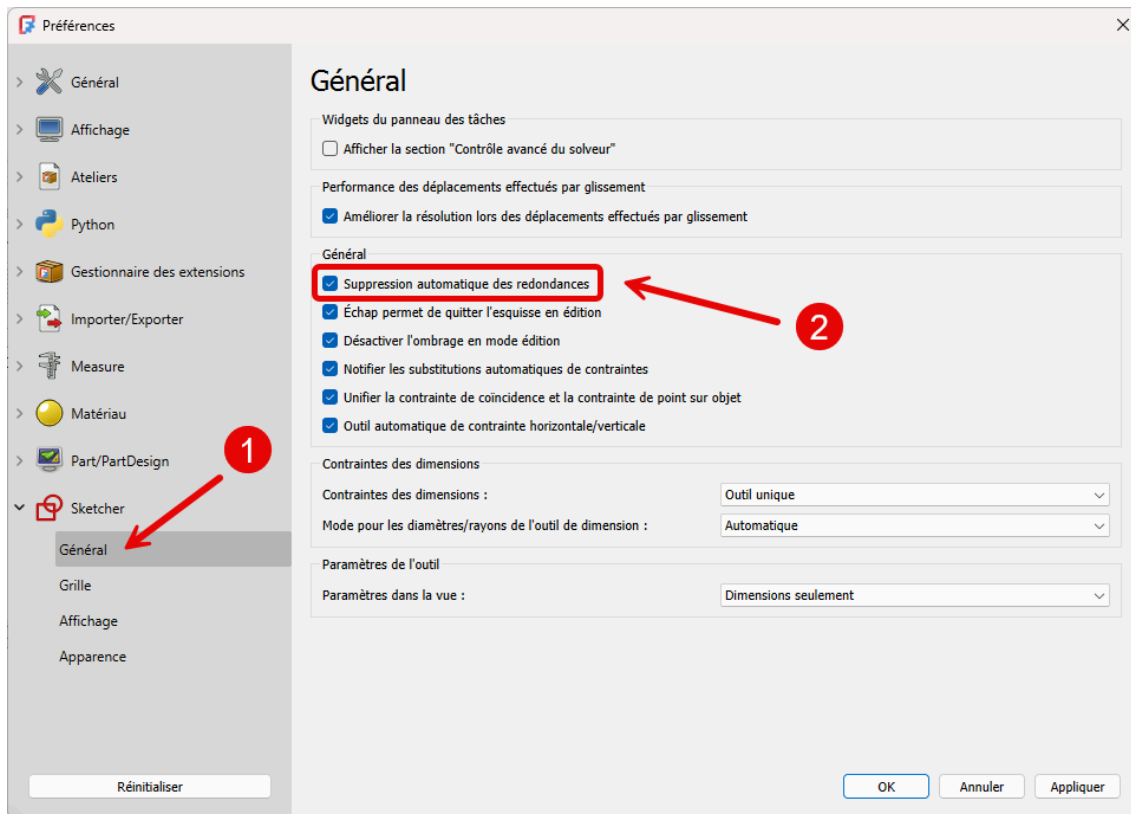 Préférences
Général
Affichage
Ateliers
Python
Gestionnaire des extensions
Importer/Exporter
Measure
Matériau
Part/PartDesign
1
Sketcher
Général
Grille
Affichage
Apparence
Réinitialiser
Général
Widgets du panneau des tâches
Afficher la section "Contrôle avancé du solveur"
Performance des déplacements effectués par glissement
Améliorer la résolution lors des déplacements effectués par glissement
Général
Suppression automatique des redondances
2
Échap permet de quitter l'esquisse en édition
Désactiver l'ombrage en mode édition
Notifier les substitutions automatiques de contraintes
Unifier la contrainte de coïncidence et la contrainte de point sur objet
Outil automatique de contrainte horizontale/verticale
Contraintes des dimensions
Contraintes des dimensions : Outil unique
Mode pour les diamètres/rayons de l'outil de dimension : Automatique
Paramètres de l'outil
Paramètres dans la vue : Dimensions seulement
OK Annuler Appliquer